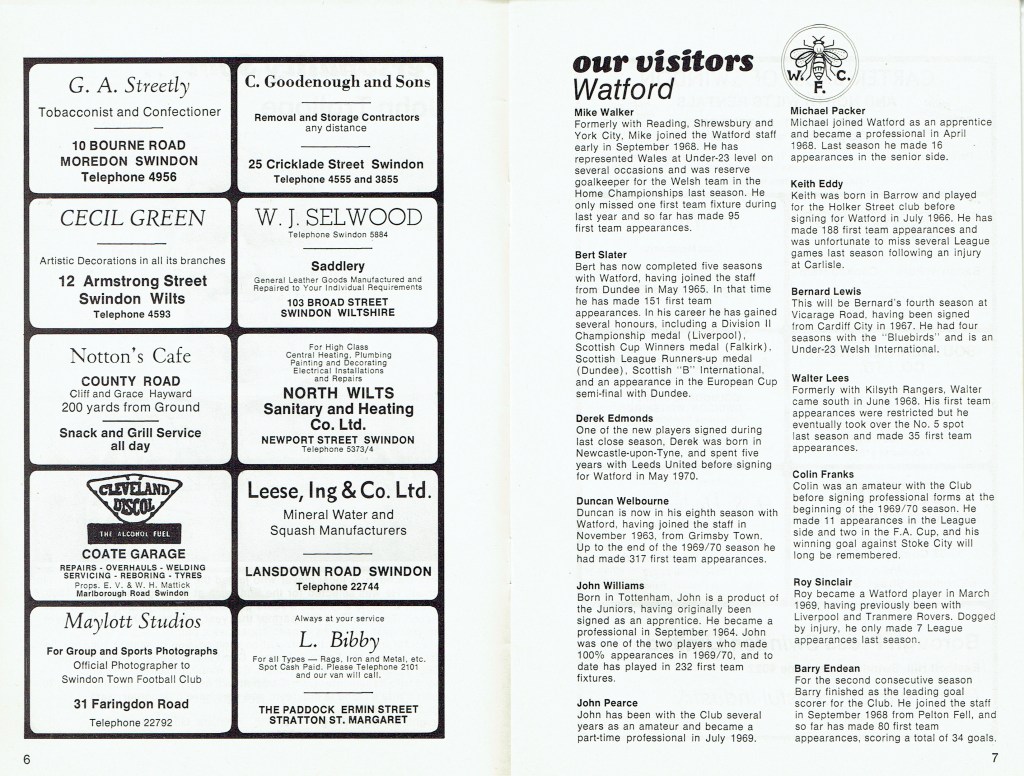 G. A. Streetly
Tobacconist and Confectioner
10 BOURNE ROAD
MOREDON SWINDON
Telephone 4956
C. Goodenough and Sons
Removal and Storage Contractors
any distance
25 Cricklade Street Swindon
Telephone 4555 and 3855
CECIL GREEN
Artistic Decorations in all its branches
12 Armstrong Street
Swindon Wilts
Telephone 4593
W. J. SELWOOD
Telephone Swindon 5884
Saddlery
General Leather Goods Manufactured and
Repaired to Your Individual Requirements
103 BROAD STREET
SWINDON WILTSHIRE
Notton's Cafe
COUNTY ROAD
Cliff and Grace Hayward
200 yards from Ground
Snack and Grill Service
all day
For High Class
Central Heating, Plumbing
Painting and Decorating
Electrical Installations
and Repairs
NORTH WILTS
Sanitary and Heating
Co. Ltd.
NEWPORT STREET SWINDON
Telephone 5373/4
CLEVELAND
DISCOL
THE ALCOHOL FUEL
COATE GARAGE
REPAIRS - OVERHAULS - WELDING
SERVICING - REBORING - TYRES
Props. E. V. & W. H. Mattick
Marlborough Road Swindon
Leese, Ing & Co. Ltd.
Mineral Water and
Squash Manufacturers
LANSDOWN ROAD SWINDON
Telephone 22744
Maylott Studios
For Group and Sports Photographs
Official Photographer to
Swindon Town Football Club
31 Faringdon Road
Telephone 22792
Always at your service
L. Bibby
For all Types — Rags, Iron and Metal, etc.
Spot Cash Paid. Please Telephone 2101
and our van will call.
THE PADDOCK ERMIN STREET
STRATTON ST. MARGARET
6
our visitors
Watford
W. F. C.
Mike Walker
Formerly with Reading, Shrewsbury and
York City, Mike joined the Watford staff
early in September 1968. He has
represented Wales at Under-23 level on
several occasions and was reserve
goalkeeper for the Welsh team in the
Home Championships last season. He
only missed one first team fixture during
last year and so far has made 95
first team appearances.
Bert Slater
Bert has now completed five seasons
with Watford, having joined the staff
from Dundee in May 1965. In that time
he has made 151 first team
appearances. In his career he has gained
several honours, including a Division II
Championship medal (Liverpool),
Scottish Cup Winners medal (Falkirk),
Scottish League Runners-up medal
(Dundee), Scottish "B" International,
and an appearance in the European Cup
semi-final with Dundee.
Derek Edmonds
One of the new players signed during
last close season, Derek was born in
Newcastle-upon-Tyne, and spent five
years with Leeds United before signing
for Watford in May 1970.
Duncan Welbourne
Duncan is now in his eighth season with
Watford, having joined the staff in
November 1963, from Grimsby Town.
Up to the end of the 1969/70 season he
had made 317 first team appearances.
John Williams
Born in Tottenham, John is a product of
the Juniors, having originally been
signed as an apprentice. He became a
professional in September 1964. John
was one of the two players who made
100% appearances in 1969/70, and to
date has played in 232 first team
fixtures.
John Pearce
John has been with the Club several
years as an amateur and became a
part-time professional in July 1969.
Michael Packer
Michael joined Watford as an apprentice
and became a professional in April
1968. Last season he made 16
appearances in the senior side.
Keith Eddy
Keith was born in Barrow and played
for the Holker Street club before
signing for Watford in July 1966. He has
made 188 first team appearances and
was unfortunate to miss several League
games last season following an injury
at Carlisle.
Bernard Lewis
This will be Bernard's fourth season at
Vicarage Road, having been signed
from Cardiff City in 1967. He had four
seasons with the "Bluebirds" and is an
Under-23 Welsh International.
Walter Lees
Formerly with Kilsyth Rangers, Walter
came south in June 1968. His first team
appearances were restricted but he
eventually took over the No. 5 spot
last season and made 35 first team
appearances.
Colin Franks
Colin was an amateur with the Club
before signing professional forms at the
beginning of the 1969/70 season. He
made 11 appearances in the League
side and two in the F.A. Cup, and his
winning goal against Stoke City will
long be remembered.
Roy Sinclair
Roy became a Watford player in March
1969, having previously been with
Liverpool and Tranmere Rovers. Dogged
by injury, he only made 7 League
appearances last season.
Barry Endean
For the second consecutive season
Barry finished as the leading goal
scorer for the Club. He joined the staff
in September 1968 from Pelton Fell, and
so far has made 80 first team
appearances, scoring a total of 34 goals.
7